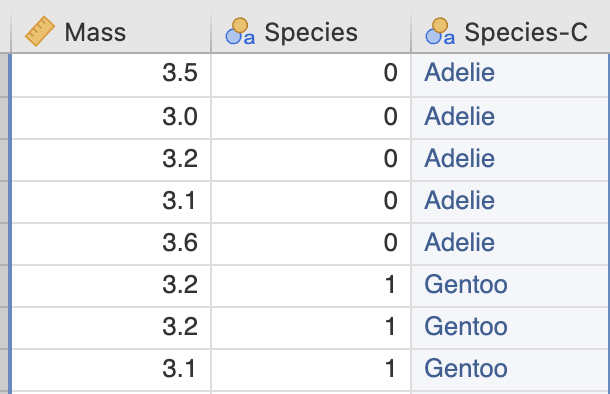 Mass Species Species-C
3.5 0 Adelie
3.0 0 Adelie
3.2 0 Adelie
3.1 0 Adelie
3.6 0 Adelie
3.2 1 Gentoo
3.2 1 Gentoo
3.1 1 Gentoo